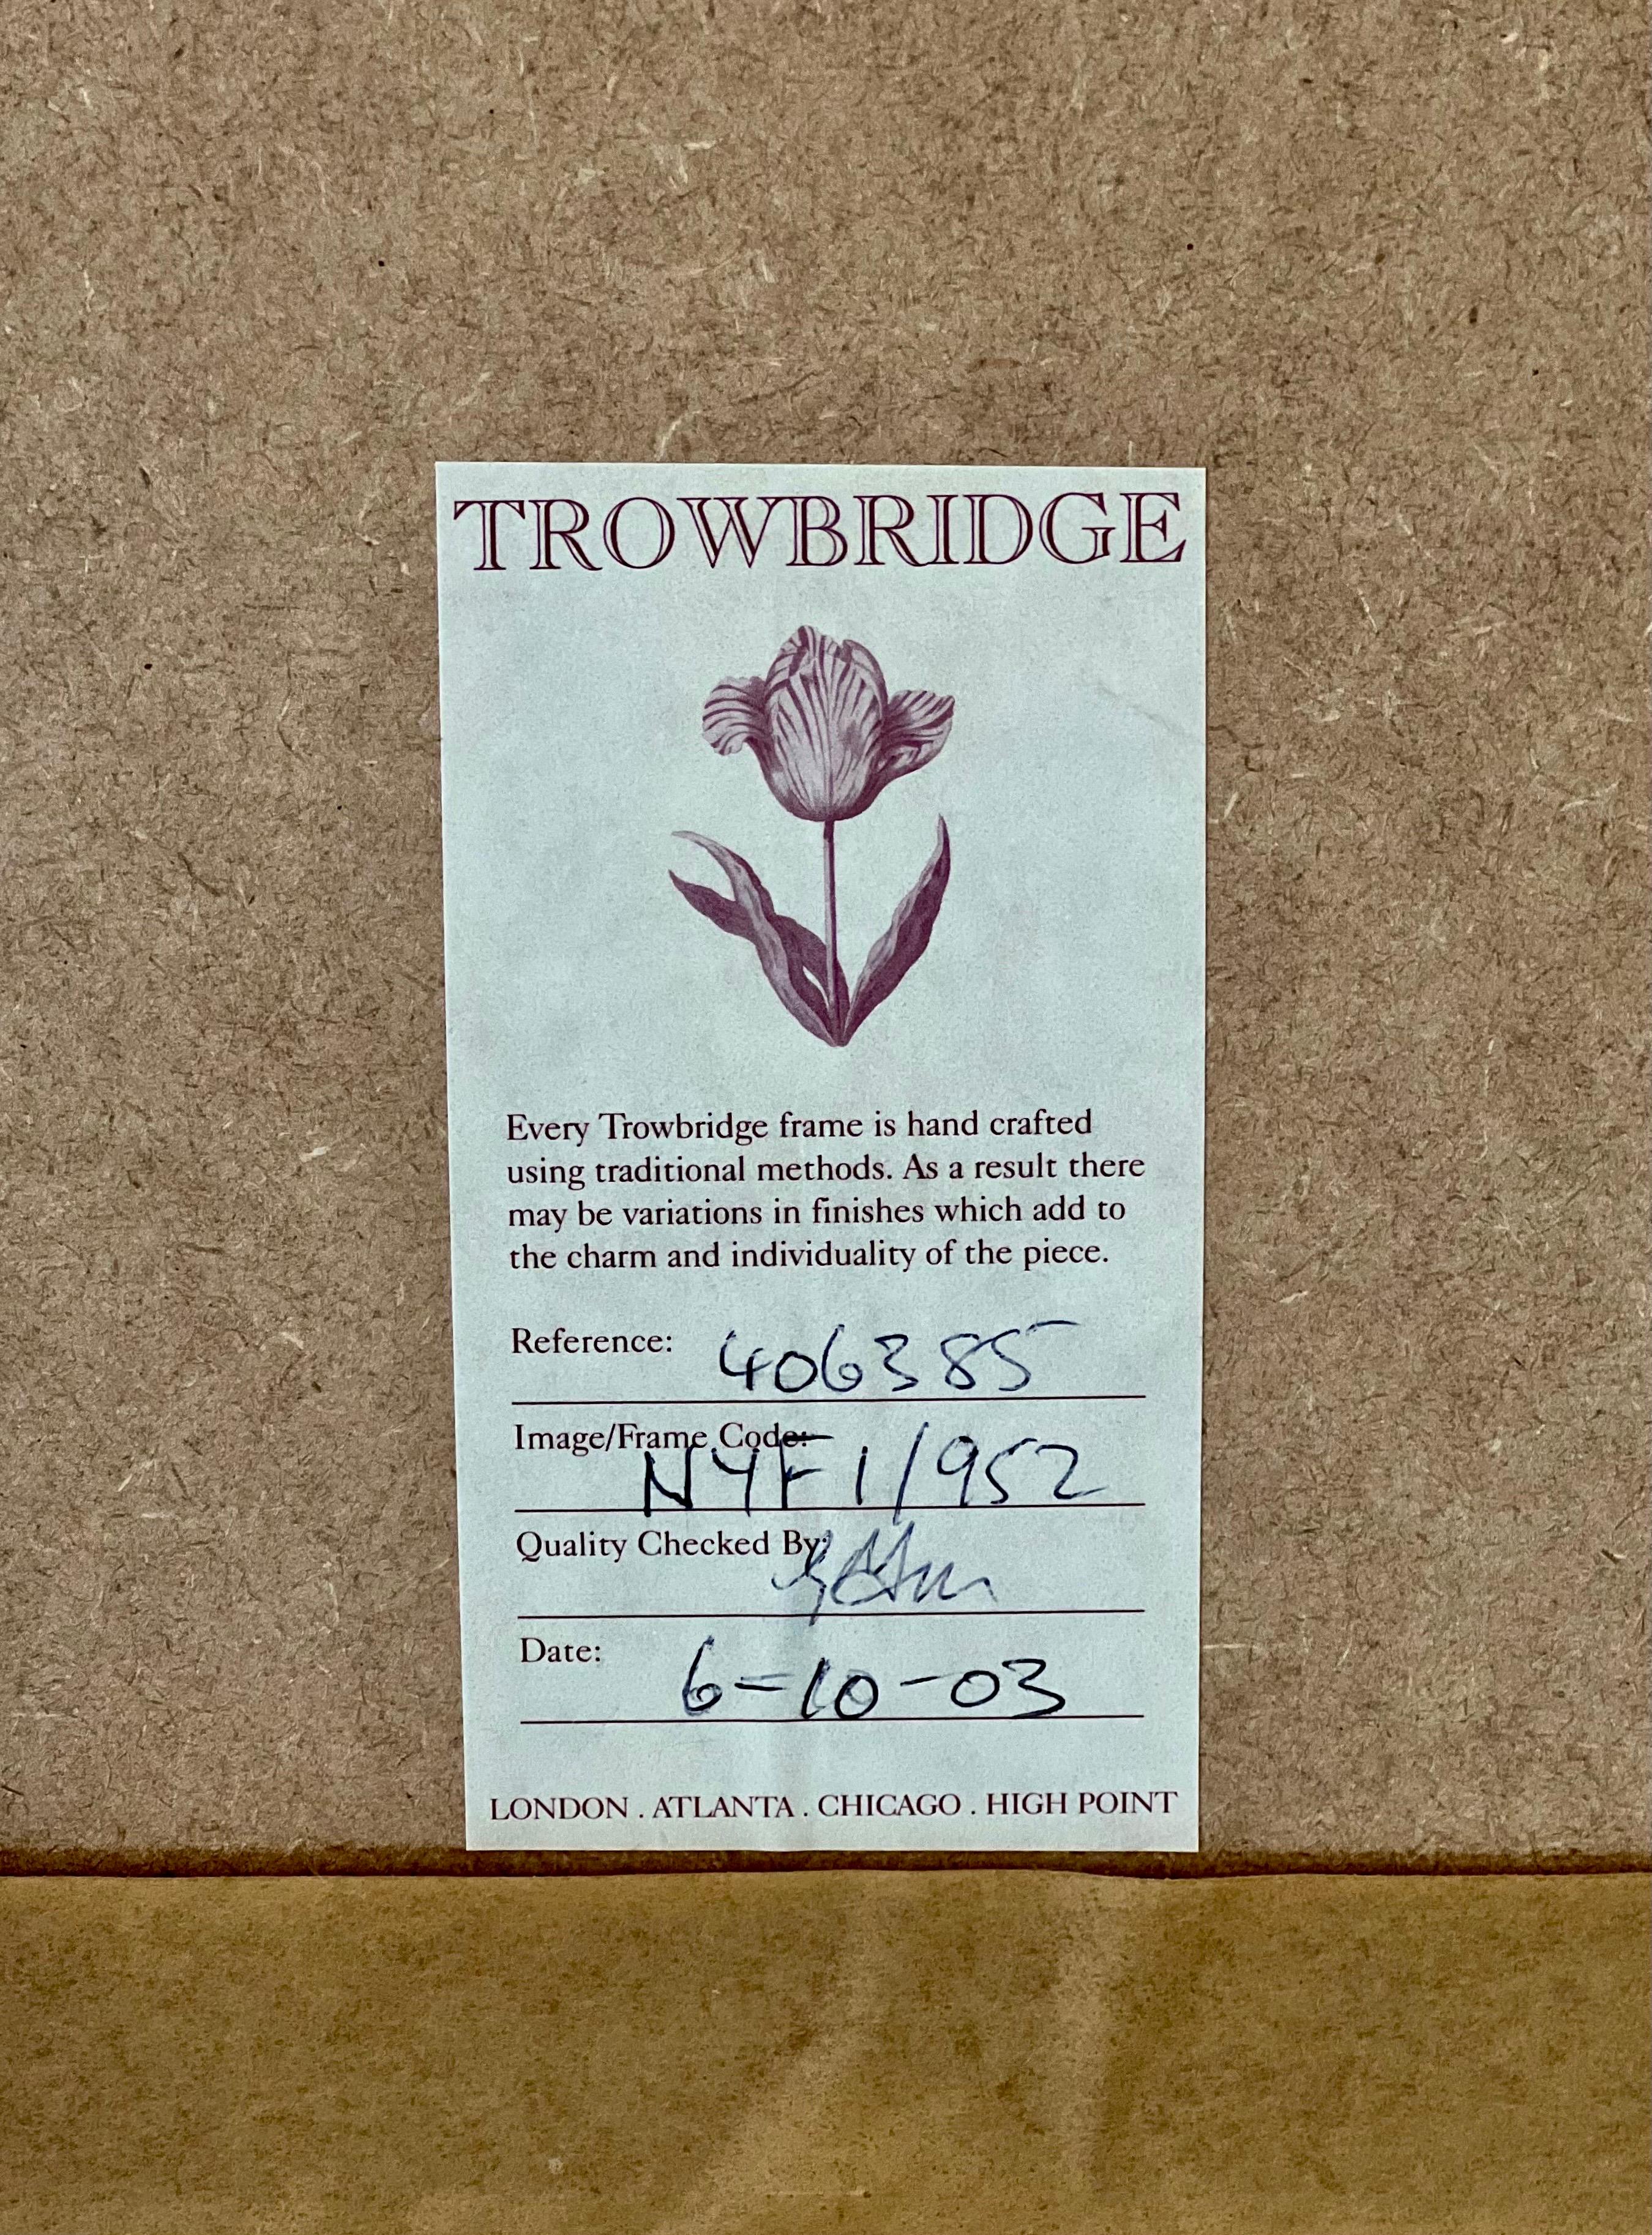 TROWBRIDGE
Every Trowbridge frame is hand crafted
using traditional methods. As a result there
may be variations in finishes which add to
the charm and individuality of the piece.
Reference: 406385
Image/Frame Code: NYF1/952
Quality Checked By:
Date: 6-10-03
LONDON . ATLANTA . CHICAGO . HIGH POINT